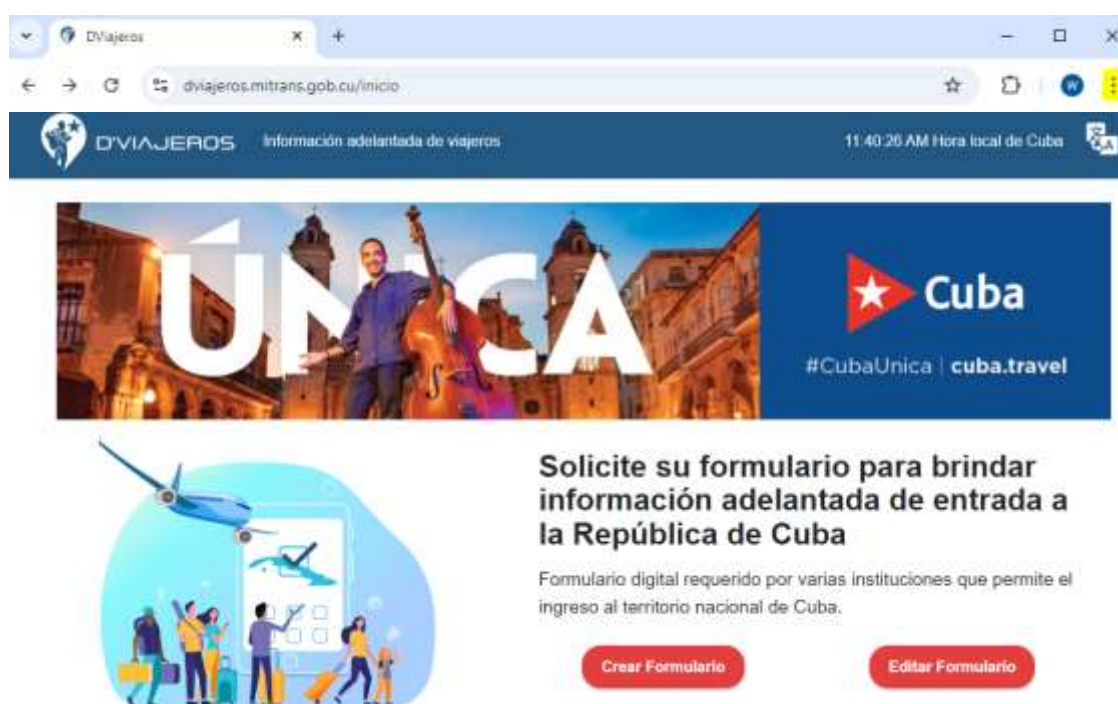 DViajeros
dviajeros.mitrans.gob.cu/inicio
W
D'VIAJEROS
Información adelantada de viajeros
11:40:26 AM Hora local de Cuba
ÚNICA
Cuba
#CubaUnica | cuba.travel
Solicite su formulario para brindar
información adelantada de entrada a
la República de Cuba
Formulario digital requerido por varias instituciones que permite el
ingreso al territorio nacional de Cuba.
Crear Formulario
Editar Formulario